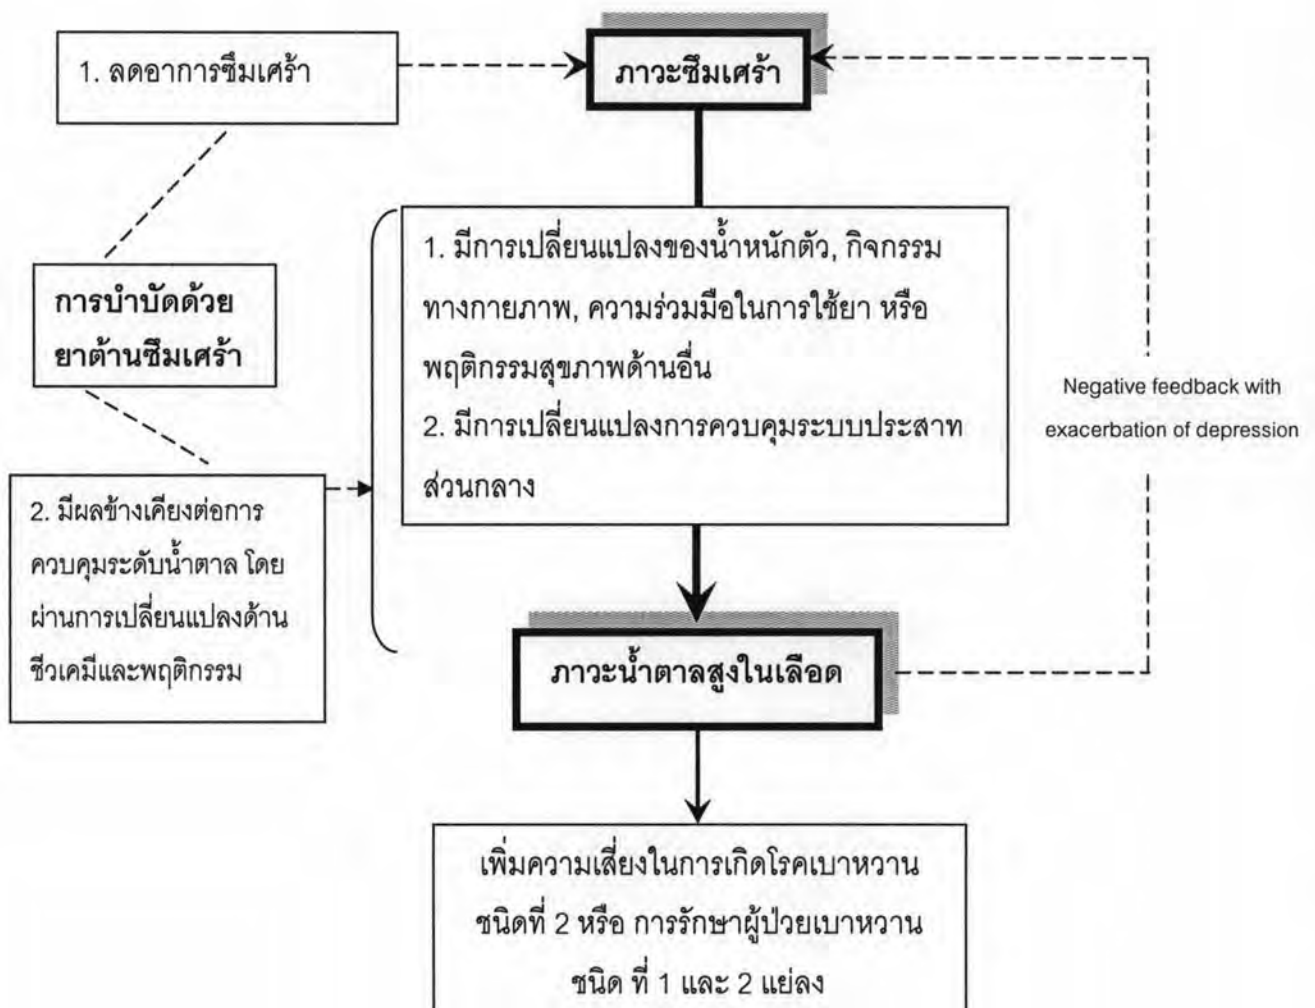 1. ลดอาการซึมเศร้า
ภาวะซึมเศร้า
การบำบัดด้วย
ยาต้านซึมเศร้า
1. มีการเปลี่ยนแปลงของน้ำหนักตัว, กิจกรรม
ทางกายภาพ, ความร่วมมือในการใช้ยา หรือ
พฤติกรรมสุขภาพด้านอื่น
2. มีการเปลี่ยนแปลงการควบคุมระบบประสาท
ส่วนกลาง
Negative feedback with
exacerbation of depression
2. มีผลข้างเคียงต่อการ
ควบคุมระดับน้ำตาล โดย
ผ่านการเปลี่ยนแปลงด้าน
ชีวเคมีและพฤติกรรม
ภาวะน้ำตาลสูงในเลือด
เพิ่มความเสี่ยงในการเกิดโรคเบาหวาน
ชนิดที่ 2 หรือ การรักษาผู้ป่วยเบาหวาน
ชนิด ที่ 1 และ 2 แย่ลง